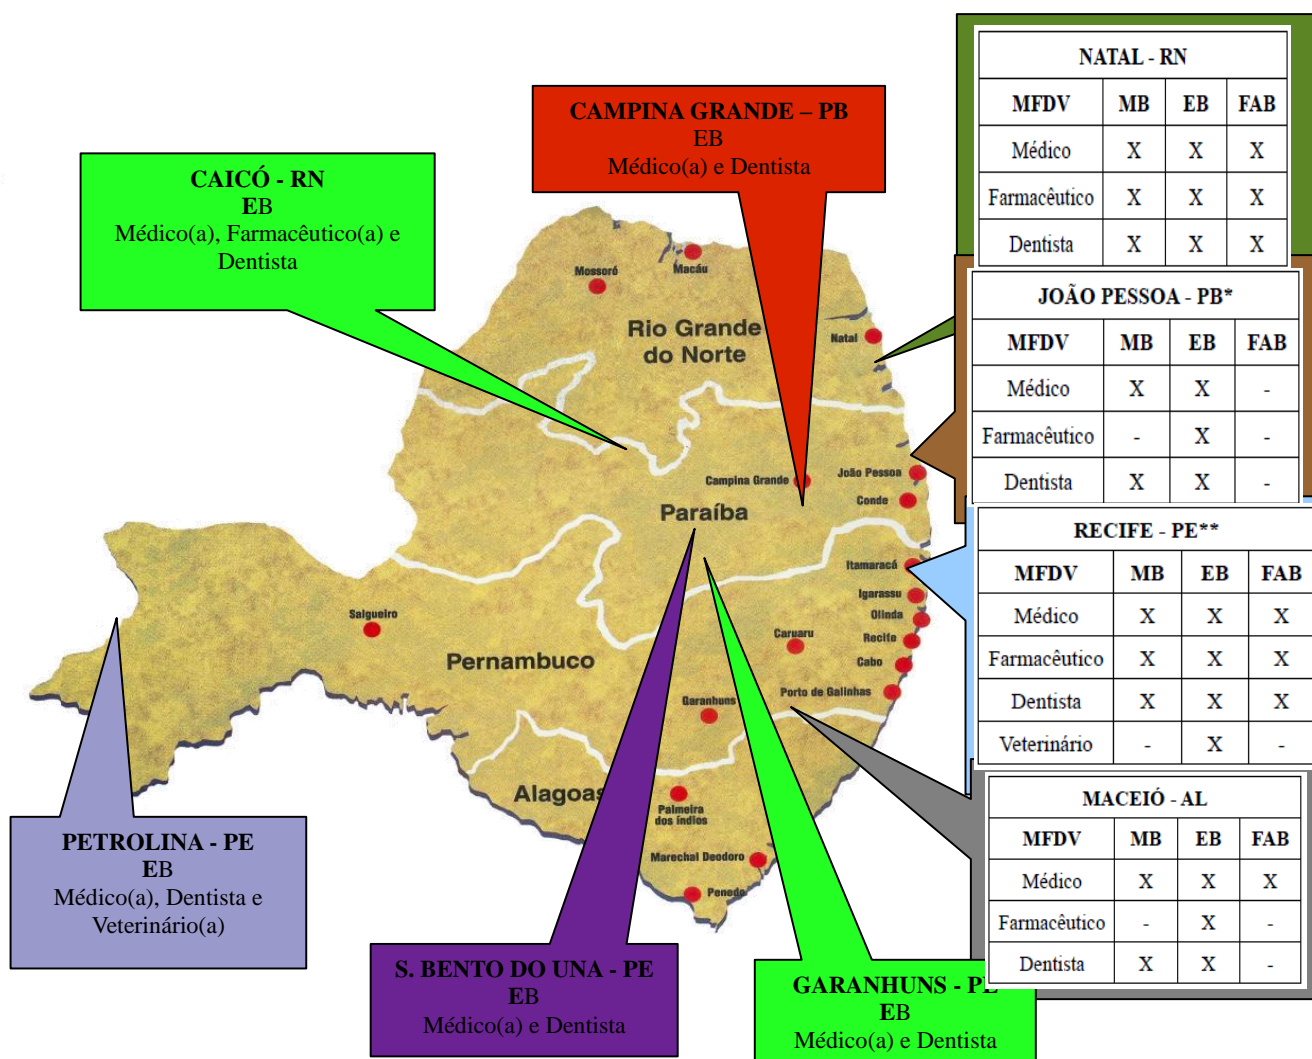 NATAL - RN
MFDV MB EB FAB
Médico X X X
Farmacêutico X X X
Dentista X X X
CAMPINA GRANDE – PB
EB
Médico(a) e Dentista
CAICÓ - RN
EB
Médico(a), Farmacêutico(a) e
Dentista
JOÃO PESSOA - PB*
MFDV MB EB FAB
Médico X X -
Farmacêutico - X -
Dentista X X -
Mossoró
Macáu
Rio Grande
do Norte
Natal
Campina Grande
João Pessoa
Conde
Paraíba
RECIFE - PE**
MFDV MB EB FAB
Médico X X X
Farmacêutico X X X
Dentista X X X
Veterinário - X -
Itamaracá
Igarassu
Olinda
Recife
Cabo
Porto de Galinhas
Salgueiro
Caruaru
Pernambuco
Garanhuns
MACEIÓ - AL
MFDV MB EB FAB
Médico X X X
Farmacêutico - X -
Dentista X X -
Alagoas
Palmeira
dos índios
Marechal Deodoro
Penedo
PETROLINA - PE
EB
Médico(a), Dentista e
Veterinário(a)
S. BENTO DO UNA - PE
EB
Médico(a) e Dentista
GARANHUNS - PE
EB
Médico(a) e Dentista